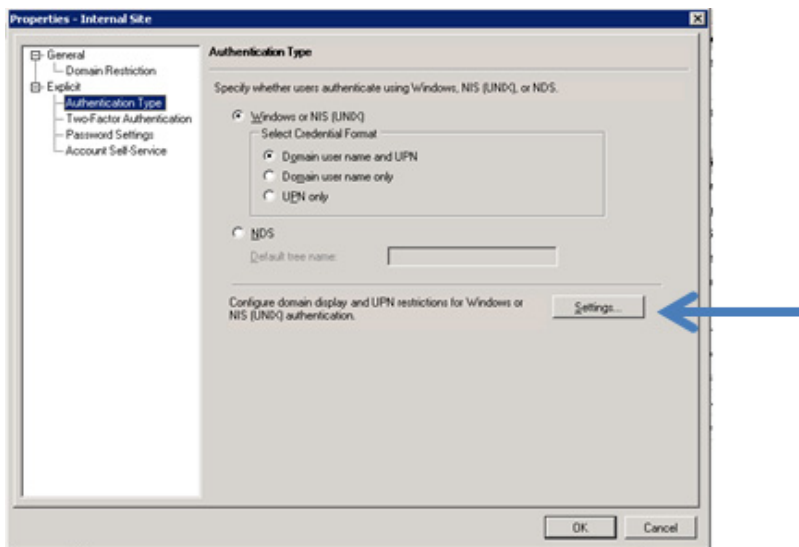 Properties - Internal Site
General
Domain Restriction
Explicit
Authentication Type
Two-Factor Authentication
Password Settings
Account Self-Service
Authentication Type
Specify whether users authenticate using Windows, NIS (UNIX), or NDS.
Windows or NIS (UNIX)
Select Credential Format
Domain user name and UPN
Domain user name only
UPN only
NDS
Default tree name:
Configure domain display and UPN restrictions for Windows or
NIS (UNIX) authentication.
Settings...
OK
Cancel